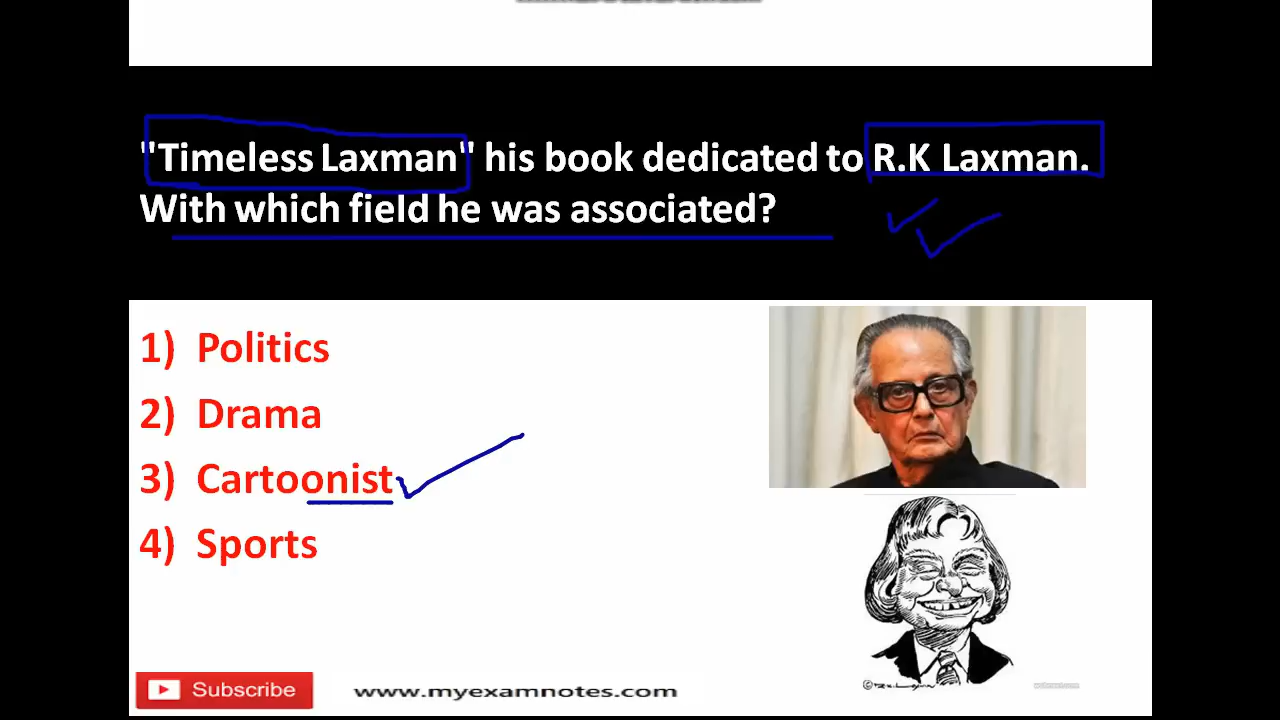 "Timeless Laxman" his book dedicated to R.K Laxman.
With which field he was associated?
1) Politics
2) Drama
3) Cartoonist
4) Sports
Subscribe
www.myexamnotes.com